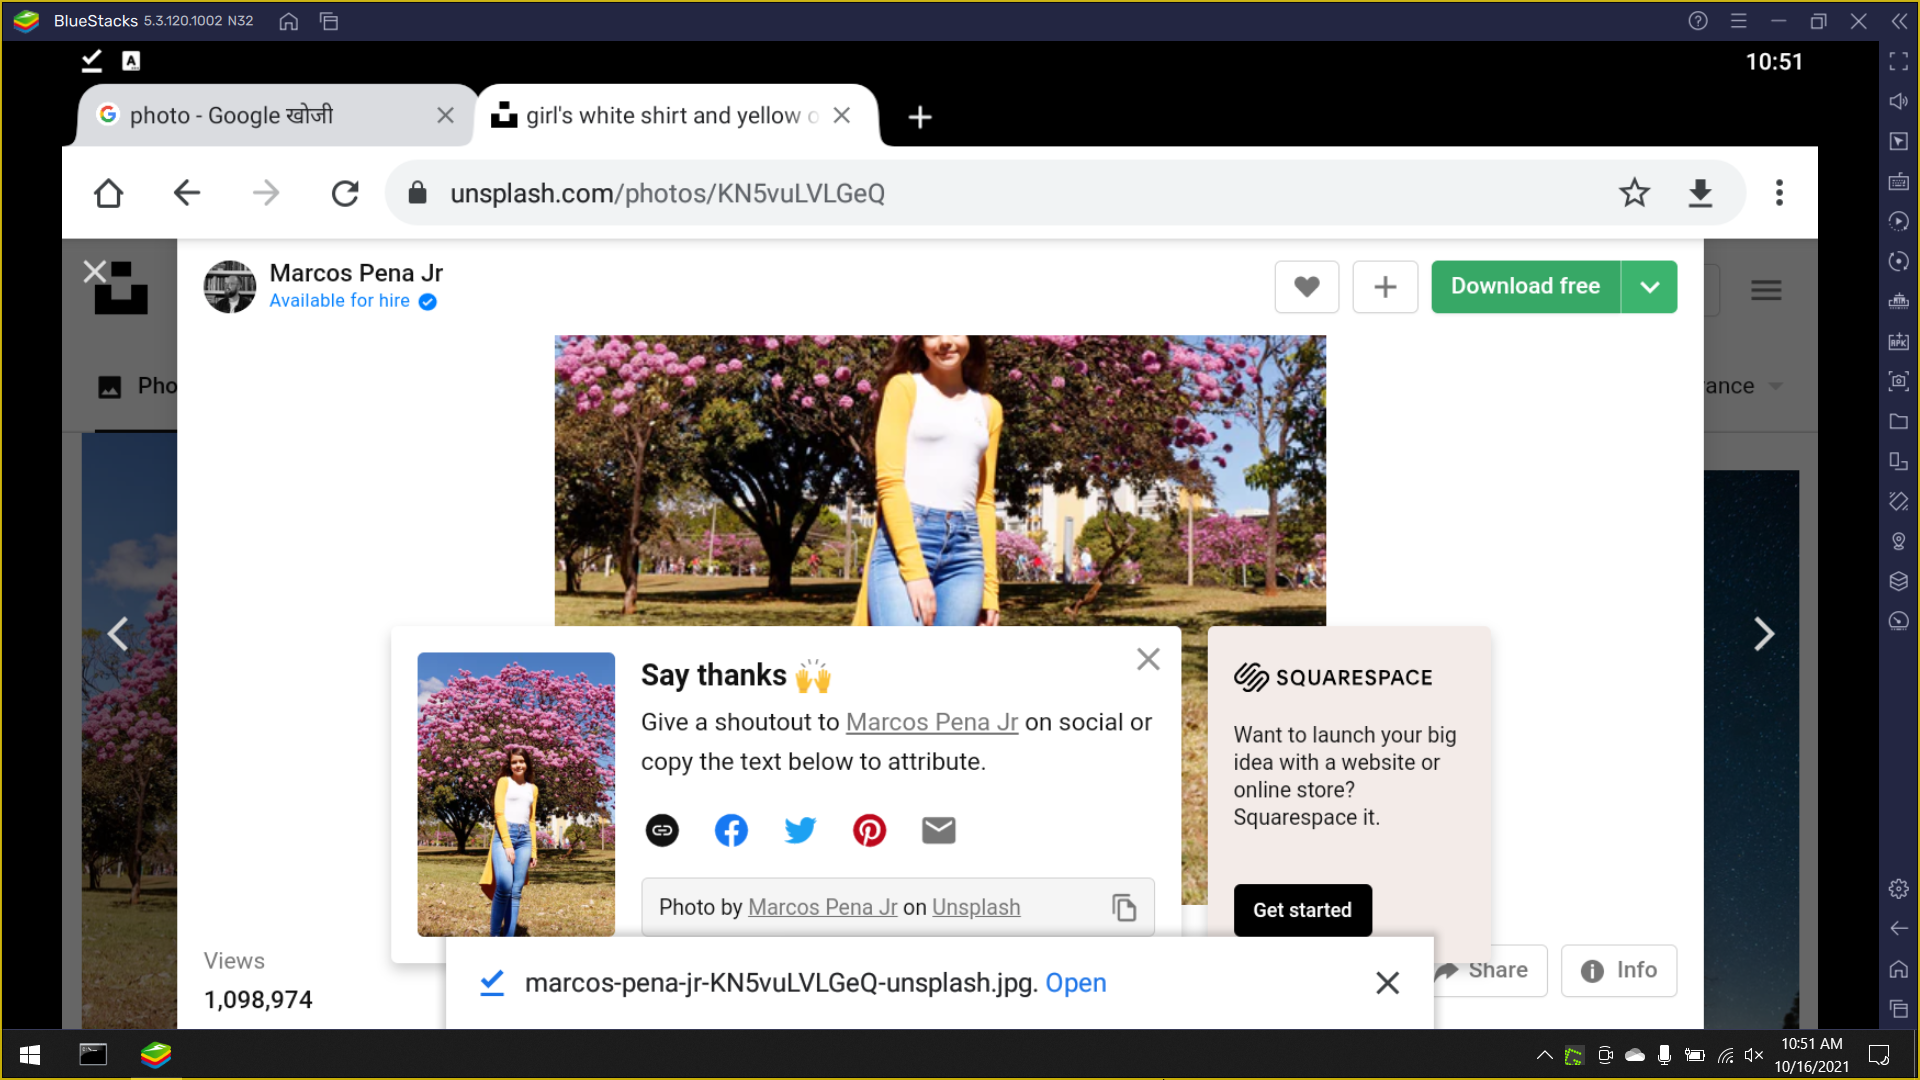 BlueStacks 5.3.120.1002 N32
A
10:51
photo - Google खोजी
girl's white shirt and yellow o
unsplash.com/photos/KN5vuLVLGeQ
Marcos Pena Jr
Available for hire
Download free
Pho
rance
Say thanks 🙌
Give a shoutout to Marcos Pena Jr on social or
copy the text below to attribute.
Photo by Marcos Pena Jr on Unsplash
SQUARESPACE
Want to launch your big
idea with a website or
online store?
Squarespace it.
Get started
Views
1,098,974
Share
Info
marcos-pena-jr-KN5vuLVLGeQ-unsplash.jpg. Open
10:51 AM
10/16/2021